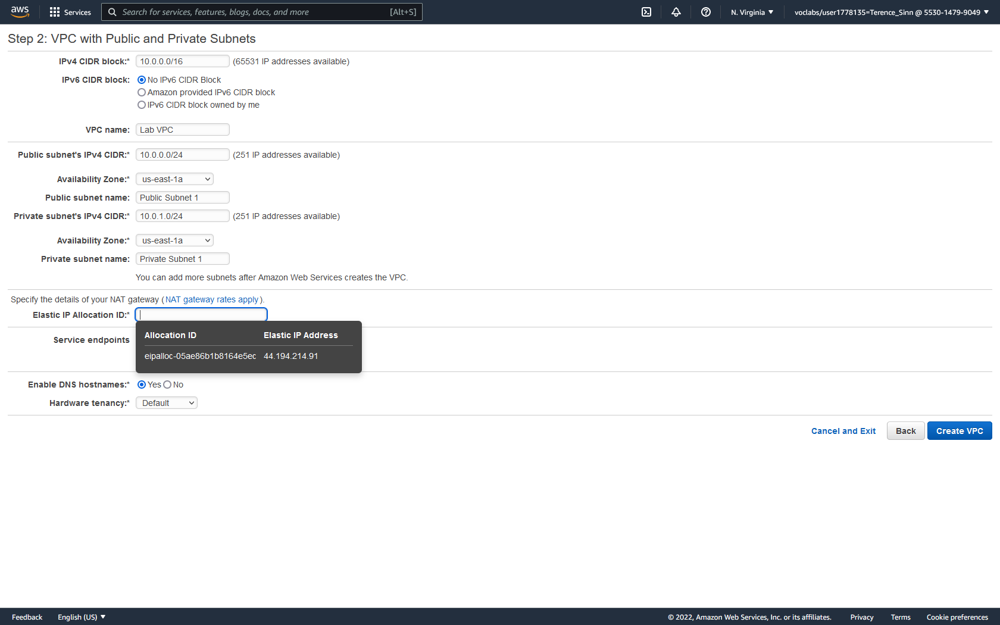 aws Services Search for services, features, blogs, docs, and more [Alt+S] N. Virginia ▼ voclabs/user1778135=Terence_Sinn @ 5530-1479-9049 ▼
Step 2: VPC with Public and Private Subnets
IPv4 CIDR block:* 10.0.0.0/16 (65531 IP addresses available)
IPv6 CIDR block: No IPv6 CIDR Block
Amazon provided IPv6 CIDR block
IPv6 CIDR block owned by me
VPC name: Lab VPC
Public subnet's IPv4 CIDR:* 10.0.0.0/24 (251 IP addresses available)
Availability Zone:* us-east-1a
Public subnet name: Public Subnet 1
Private subnet's IPv4 CIDR:* 10.0.1.0/24 (251 IP addresses available)
Availability Zone:* us-east-1a
Private subnet name: Private Subnet 1
You can add more subnets after Amazon Web Services creates the VPC.
Specify the details of your NAT gateway (NAT gateway rates apply).
Elastic IP Allocation ID:*
Allocation ID Elastic IP Address
Service endpoints
eipalloc-05ae86b1b8164e5ec 44.194.214.91
Enable DNS hostnames:* Yes No
Hardware tenancy:* Default
Cancel and Exit Back Create VPC
Feedback English (US) ▼ © 2022, Amazon Web Services, Inc. or its affiliates. Privacy Terms Cookie preferences